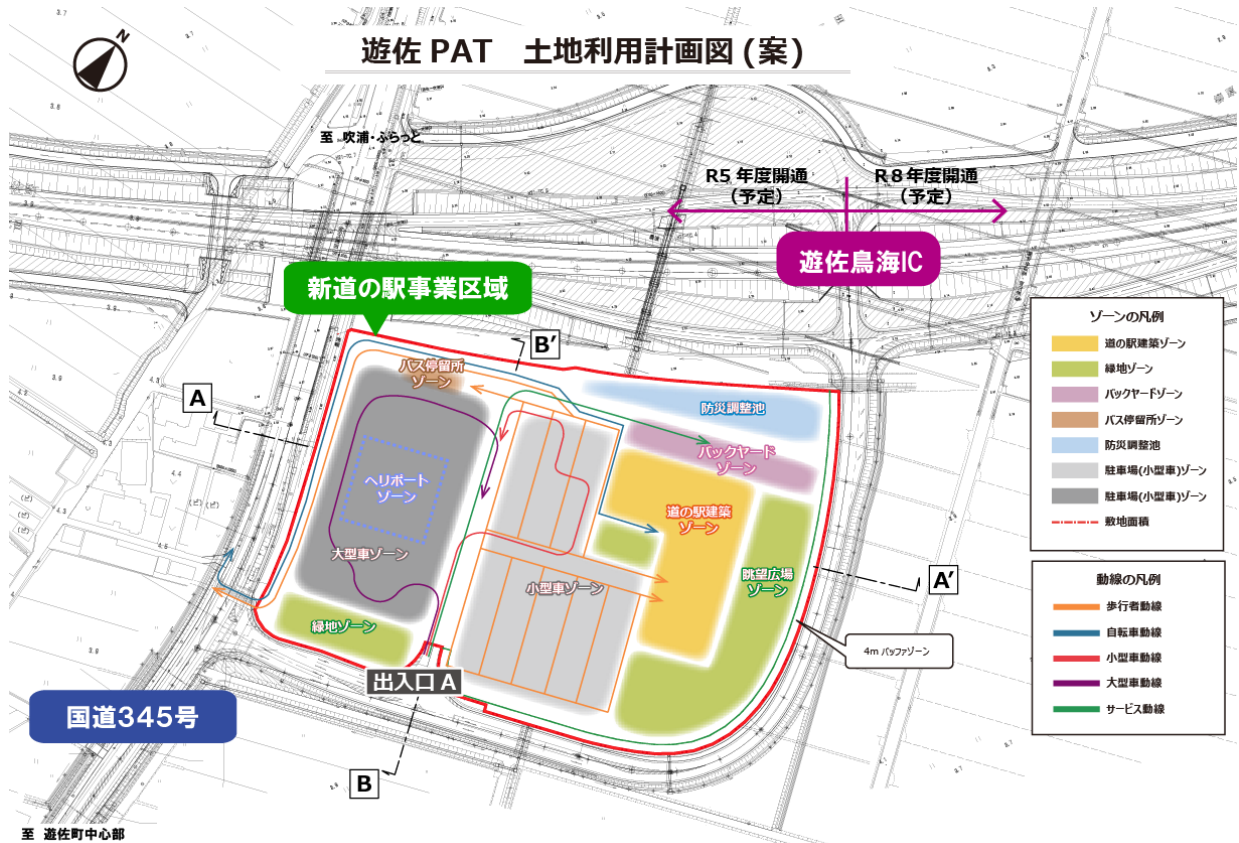 N
遊佐 PAT 土地利用計画図 (案)
至 吹浦・ふらっと
R5 年度開通
(予定)
R８年度開通
(予定)
遊佐鳥海IC
新道の駅事業区域
B′
A
バス停留所
ゾーン
防災調整池
バックヤード
ゾーン
ヘリポート
ゾーン
道の駅建築
ゾーン
大型車ゾーン
小型車ゾーン
眺望広場
ゾーン
A′
緑地ゾーン
4m バッファゾーン
出入口 A
国道345号
B
至 遊佐町中心部
ゾーンの凡例
道の駅建築ゾーン
緑地ゾーン
バックヤードゾーン
バス停留所ゾーン
防災調整池
駐車場(小型車)ゾーン
駐車場(小型車)ゾーン
敷地面積
動線の凡例
歩行者動線
自転車動線
小型車動線
大型車動線
サービス動線